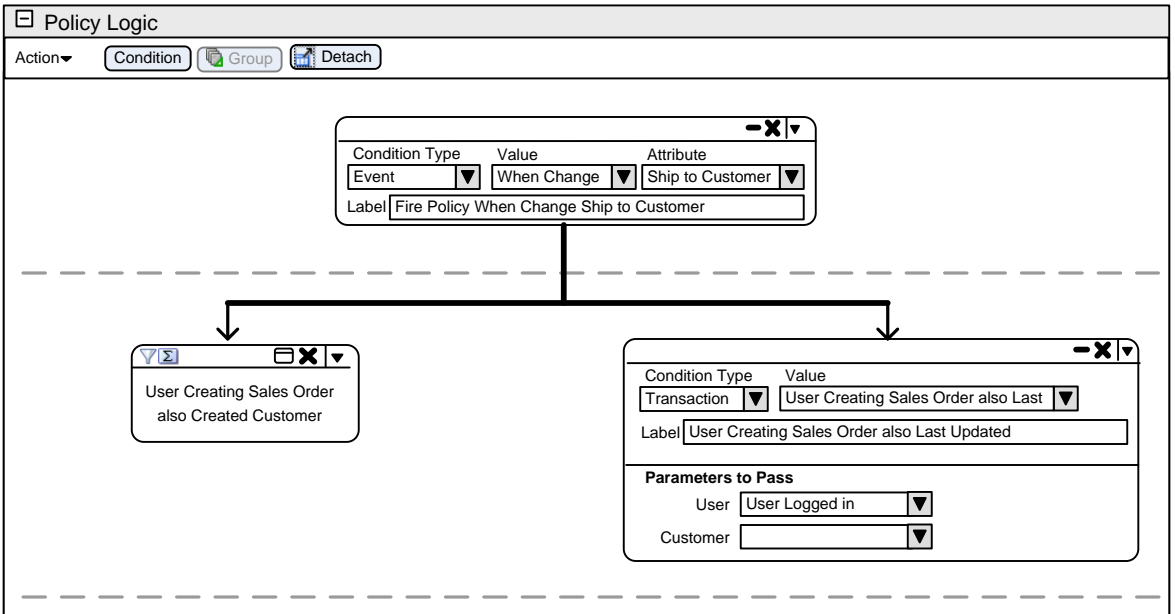 Policy Logic
Action Condition Group Detach
Condition Type Value Attribute
Event When Change Ship to Customer
Label Fire Policy When Change Ship to Customer
Σ
User Creating Sales Order
also Created Customer
Condition Type Value
Transaction User Creating Sales Order also Last
Label User Creating Sales Order also Last Updated
Parameters to Pass
User User Logged in
Customer